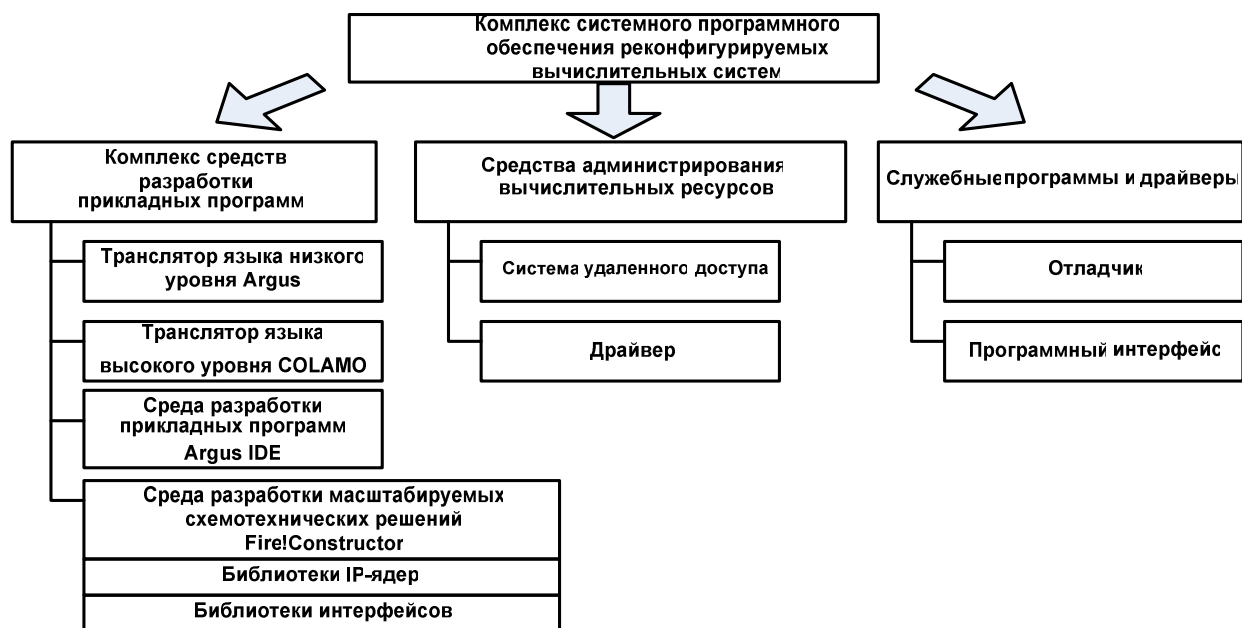 Комплекс системного программного
обеспечения реконфигурируемых
вычислительных систем
Комплекс средств
разработки
прикладных программ
Средства администрирования
вычислительных ресурсов
Служебные программы и драйверы
Транслятор языка низкого
уровня Argus
Транслятор языка
высокого уровня COLAMO
Среда разработки
прикладных программ
Argus IDE
Среда разработки масштабируемых
схемотехнических решений
Fire!Constructor
Библиотеки IP-ядер
Библиотеки интерфейсов
Система удаленного доступа
Драйвер
Отладчик
Программный интерфейс